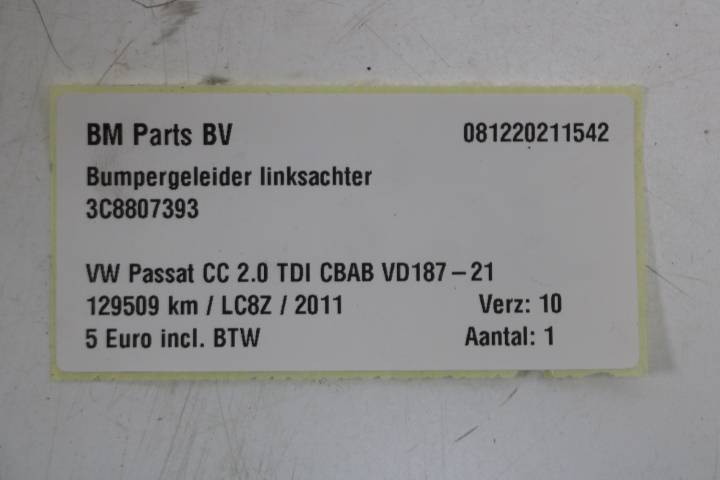 BM Parts BV 081220211542
Bumpergeleider linksachter
3C8807393
VW Passat CC 2.0 TDI CBAB VD187-21
129509 km / LC8Z / 2011 Verz: 10
5 Euro incl. BTW Aantal: 1